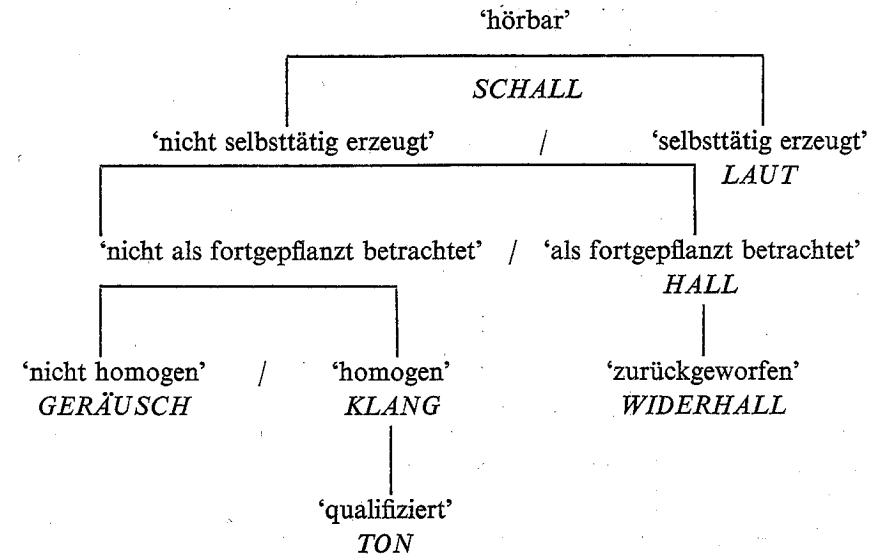 ‘hörbar’
SCHALL
‘nicht selbsttätig erzeugt’ / ‘selbsttätig erzeugt’
LAUT
‘nicht als fortgepflanzt betrachtet’ / ‘als fortgepflanzt betrachtet’
HALL
‘nicht homogen’ / ‘homogen’ ‘zurückgeworfen’
GERÄUSCH KLANG WIDERHALL
‘qualifiziert’
TON